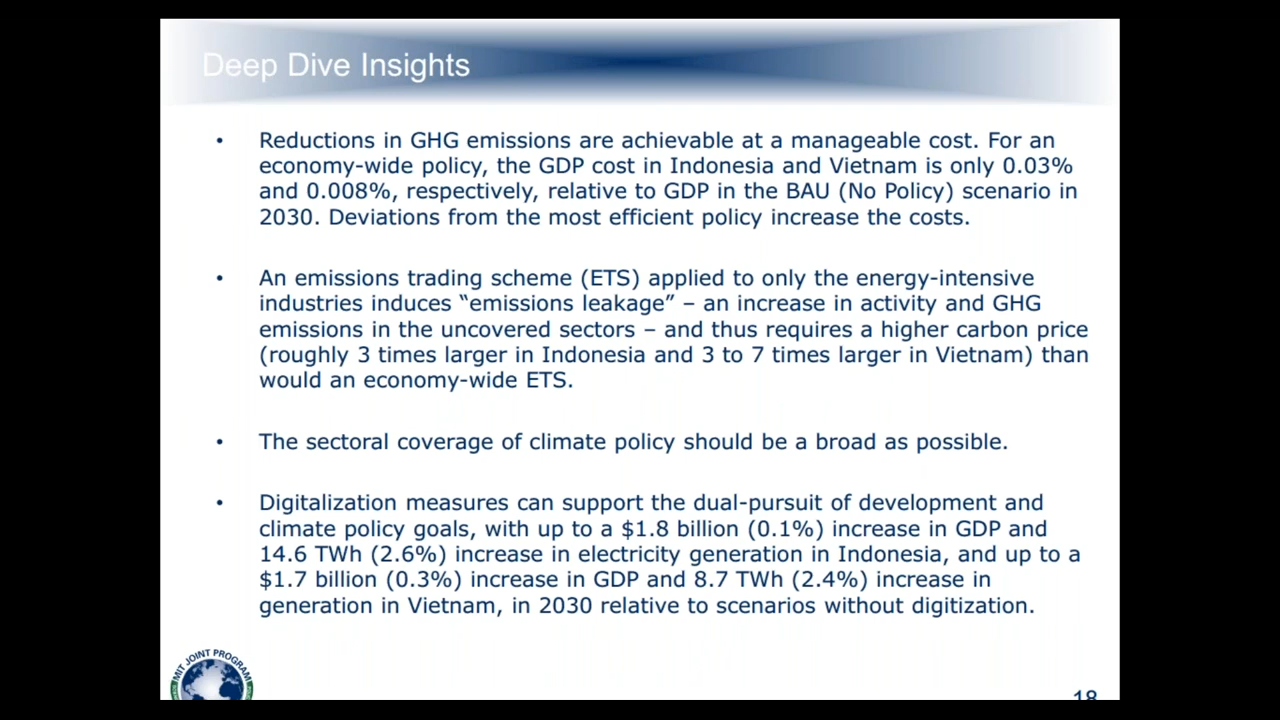 Deep Dive Insights
• Reductions in GHG emissions are achievable at a manageable cost. For an
economy-wide policy, the GDP cost in Indonesia and Vietnam is only 0.03%
and 0.008%, respectively, relative to GDP in the BAU (No Policy) scenario in
2030. Deviations from the most efficient policy increase the costs.
• An emissions trading scheme (ETS) applied to only the energy-intensive
industries induces “emissions leakage” – an increase in activity and GHG
emissions in the uncovered sectors – and thus requires a higher carbon price
(roughly 3 times larger in Indonesia and 3 to 7 times larger in Vietnam) than
would an economy-wide ETS.
• The sectoral coverage of climate policy should be a broad as possible.
• Digitalization measures can support the dual-pursuit of development and
climate policy goals, with up to a $1.8 billion (0.1%) increase in GDP and
14.6 TWh (2.6%) increase in electricity generation in Indonesia, and up to a
$1.7 billion (0.3%) increase in GDP and 8.7 TWh (2.4%) increase in
generation in Vietnam, in 2030 relative to scenarios without digitization.
MIT JOINT PROGRAM
18